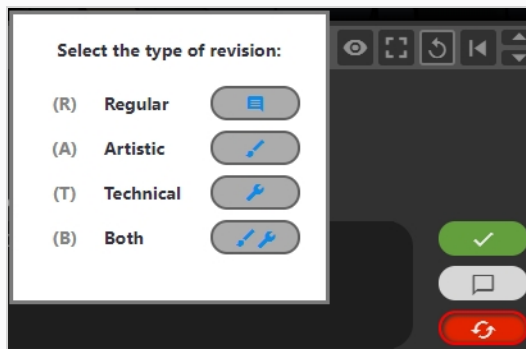 Select the type of revision:
(R) Regular
(A) Artistic
(T) Technical
(B) Both